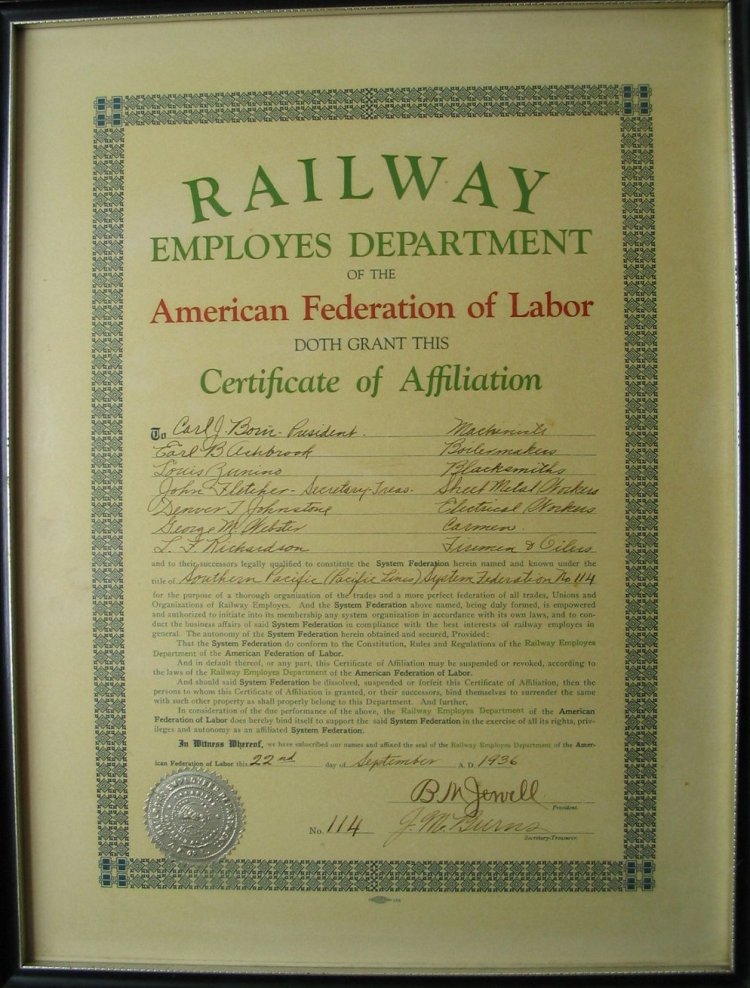 RAILWAY
EMPLOYES DEPARTMENT
OF THE
American Federation of Labor
DOTH GRANT THIS
Certificate of Affiliation
To Carl J. Born - President. Machinists
Earl B Ashbrook Boilermakers
Louis Zunino Blacksmiths
John Fletcher - Secretary-Treas. Sheet Metal Workers
Denver T Johnstone Electrical Workers
George M. Webster Carmen
L. F. Richardson Firemen & Oilers
and to their successors legally qualified to constitute the System Federation herein named and known under the
title of Southern Pacific (Pacific Lines) System Federation No 114
for the purpose of a thorough organization of the trades and a more perfect federation of all trades, Unions and
Organizations of Railway Employes. And the System Federation above named, being duly formed, is empowered
and authorized to initiate into its membership any system organization in accordance with its own laws, and to con-
duct the business affairs of said System Federation in compliance with the best interests of railway employes in
general. The autonomy of the System Federation herein obtained and secured, Provided:
That the System Federation do conform to the Constitution, Rules and Regulations of the Railway Employes
Department of the American Federation of Labor.
And in default thereof, or any part, this Certificate of Affiliation may be suspended or revoked, according to
the laws of the Railway Employes Department of the American Federation of Labor.
And should said System Federation be dissolved, suspended or forfeit this Certificate of Affiliation, then the
persons to whom this Certificate of Affiliation is granted, or their successors, bind themselves to surrender the same
with such other property as shall properly belong to this Department. And further,
In consideration of the due performance of the above, the Railway Employes Department of the American
Federation of Labor does hereby bind itself to support the said System Federation in the exercise of all its rights, priv-
ileges and autonomy as an affiliated System Federation.
In Witness Whereof, we have subscribed our names and affixed the seal of the Railway Employes Department of the Amer-
ican Federation of Labor this 22nd day of September A. D. 1936
B M Jewell
President.
No. 114 J. M. Burns
Secretary-Treasurer.